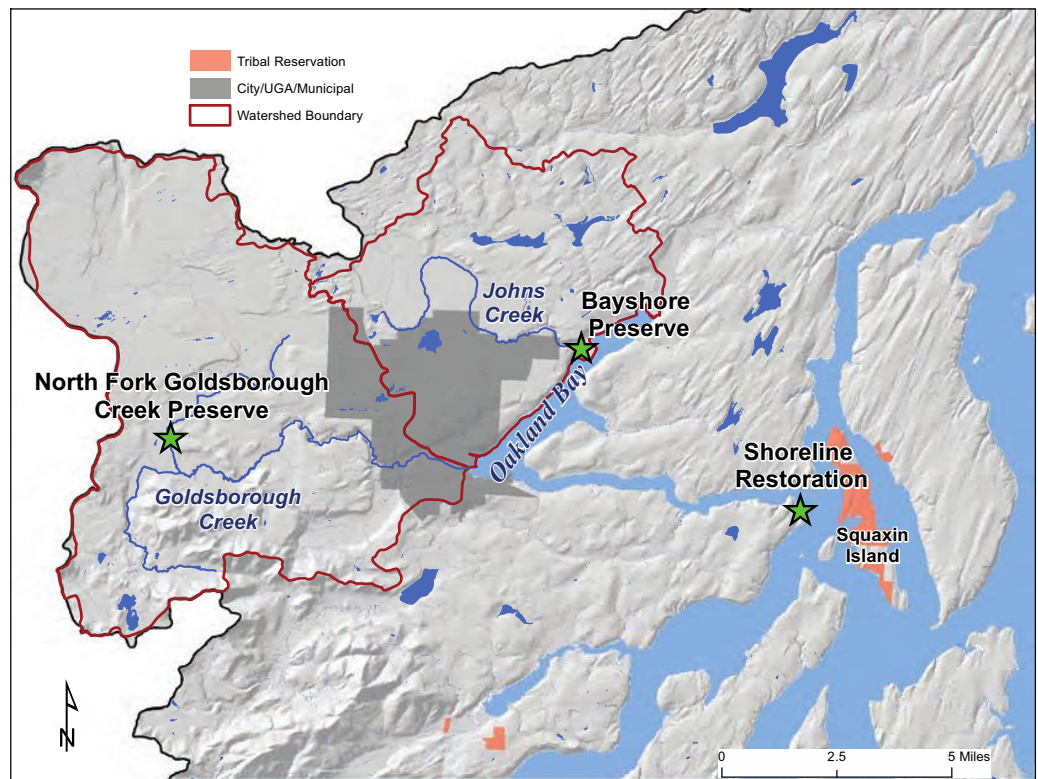 Tribal Reservation
City/UGA/Municipal
Watershed Boundary
Johns
Creek
Bayshore
Preserve
North Fork Goldsborough
Creek Preserve
Oakland Bay
Goldsborough
Creek
Shoreline
Restoration
Squaxin
Island
N
0 2.5 5 Miles